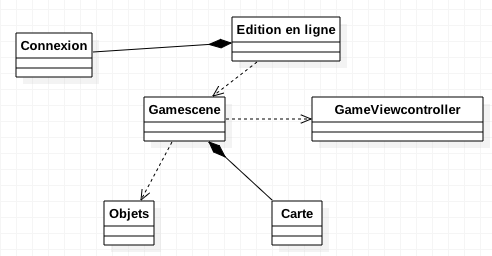 Edition en ligne
Connexion
Gamescene
GameViewcontroller
Objets
Carte